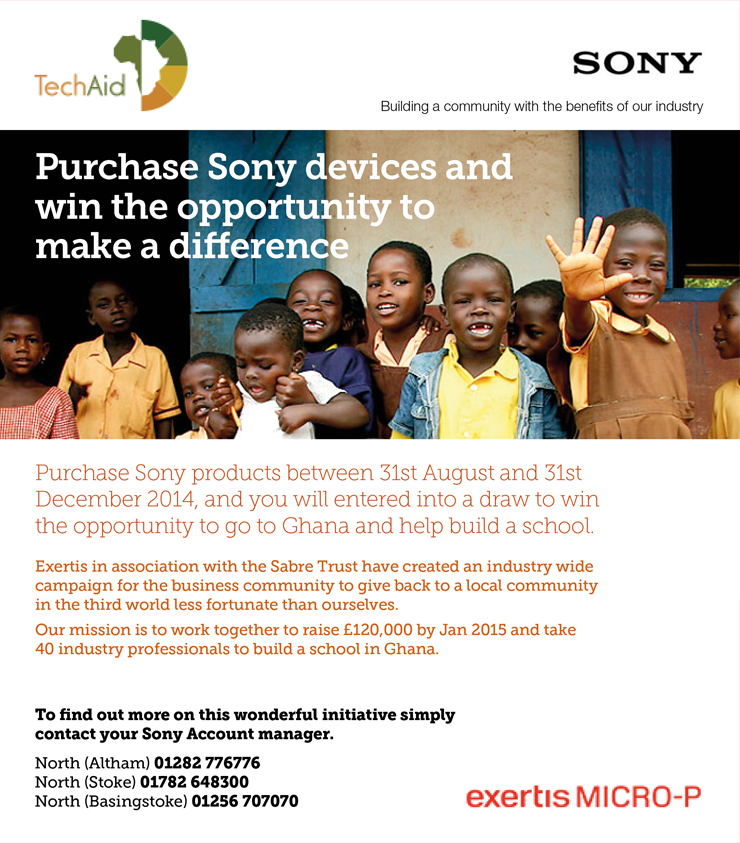 TechAid
SONY
Building a community with the benefits of our industry
Purchase Sony devices and
win the opportunity to
make a difference
Purchase Sony products between 31st August and 31st
December 2014, and you will entered into a draw to win
the opportunity to go to Ghana and help build a school.
Exertis in association with the Sabre Trust have created an industry wide
campaign for the business community to give back to a local community
in the third world less fortunate than ourselves.
Our mission is to work together to raise £120,000 by Jan 2015 and take
40 industry professionals to build a school in Ghana.
To find out more on this wonderful initiative simply
contact your Sony Account manager.
North (Altham) 01282 776776
North (Stoke) 01782 648300
North (Basingstoke) 01256 707070
exertis MICRO-P